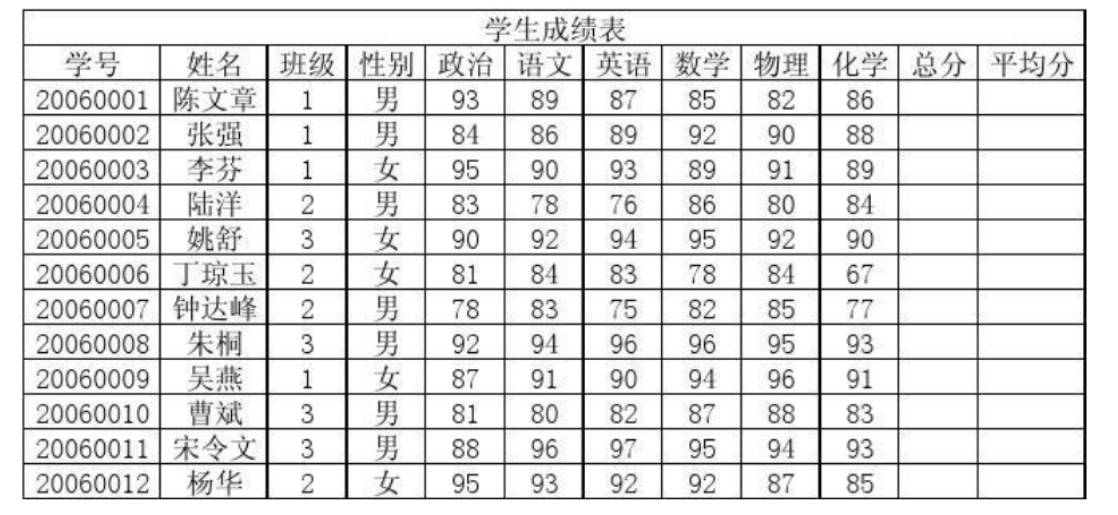 学生成绩表
学号 姓名 班级 性别 政治 语文 英语 数学 物理 化学 总分 平均分
20060001 陈文章 1 男 93 89 87 85 82 86
20060002 张强 1 男 84 86 89 92 90 88
20060003 李芬 1 女 95 90 93 89 91 89
20060004 陆洋 2 男 83 78 76 86 80 84
20060005 姚舒 3 女 90 92 94 95 92 90
20060006 丁琼玉 2 女 81 84 83 78 84 67
20060007 钟达峰 2 男 78 83 75 82 85 77
20060008 朱桐 3 男 92 94 96 96 95 93
20060009 吴燕 1 女 87 91 90 94 96 91
20060010 曹斌 3 男 81 80 82 87 88 83
20060011 宋令文 3 男 88 96 97 95 94 93
20060012 杨华 2 女 95 93 92 92 87 85